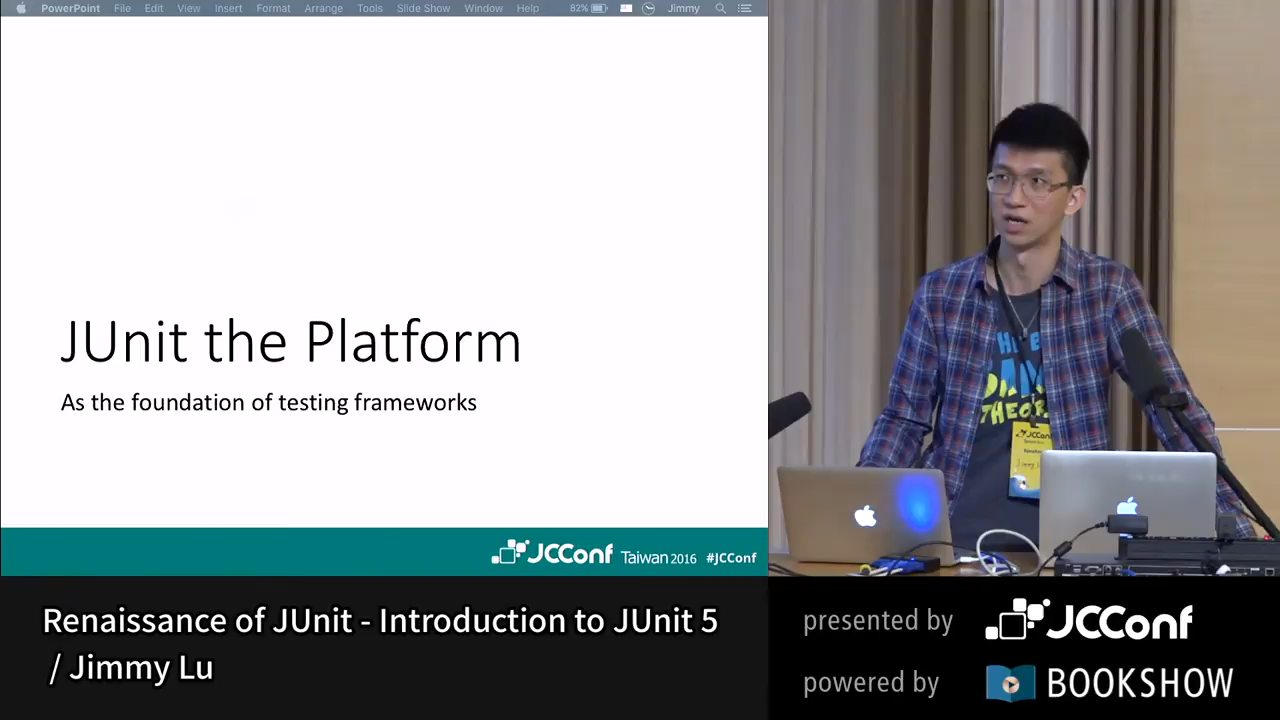 PowerPoint File Edit View Insert Format Arrange Tools Slide Show Window Help 82% Jimmy
JUnit the Platform
As the foundation of testing frameworks
JCConf Taiwan 2016 #JCConf
THEOR
JCConf
Renaissance of JUnit - Introduction to JUnit 5
/ Jimmy Lu
presented by JCConf
powered by BOOKSHOW